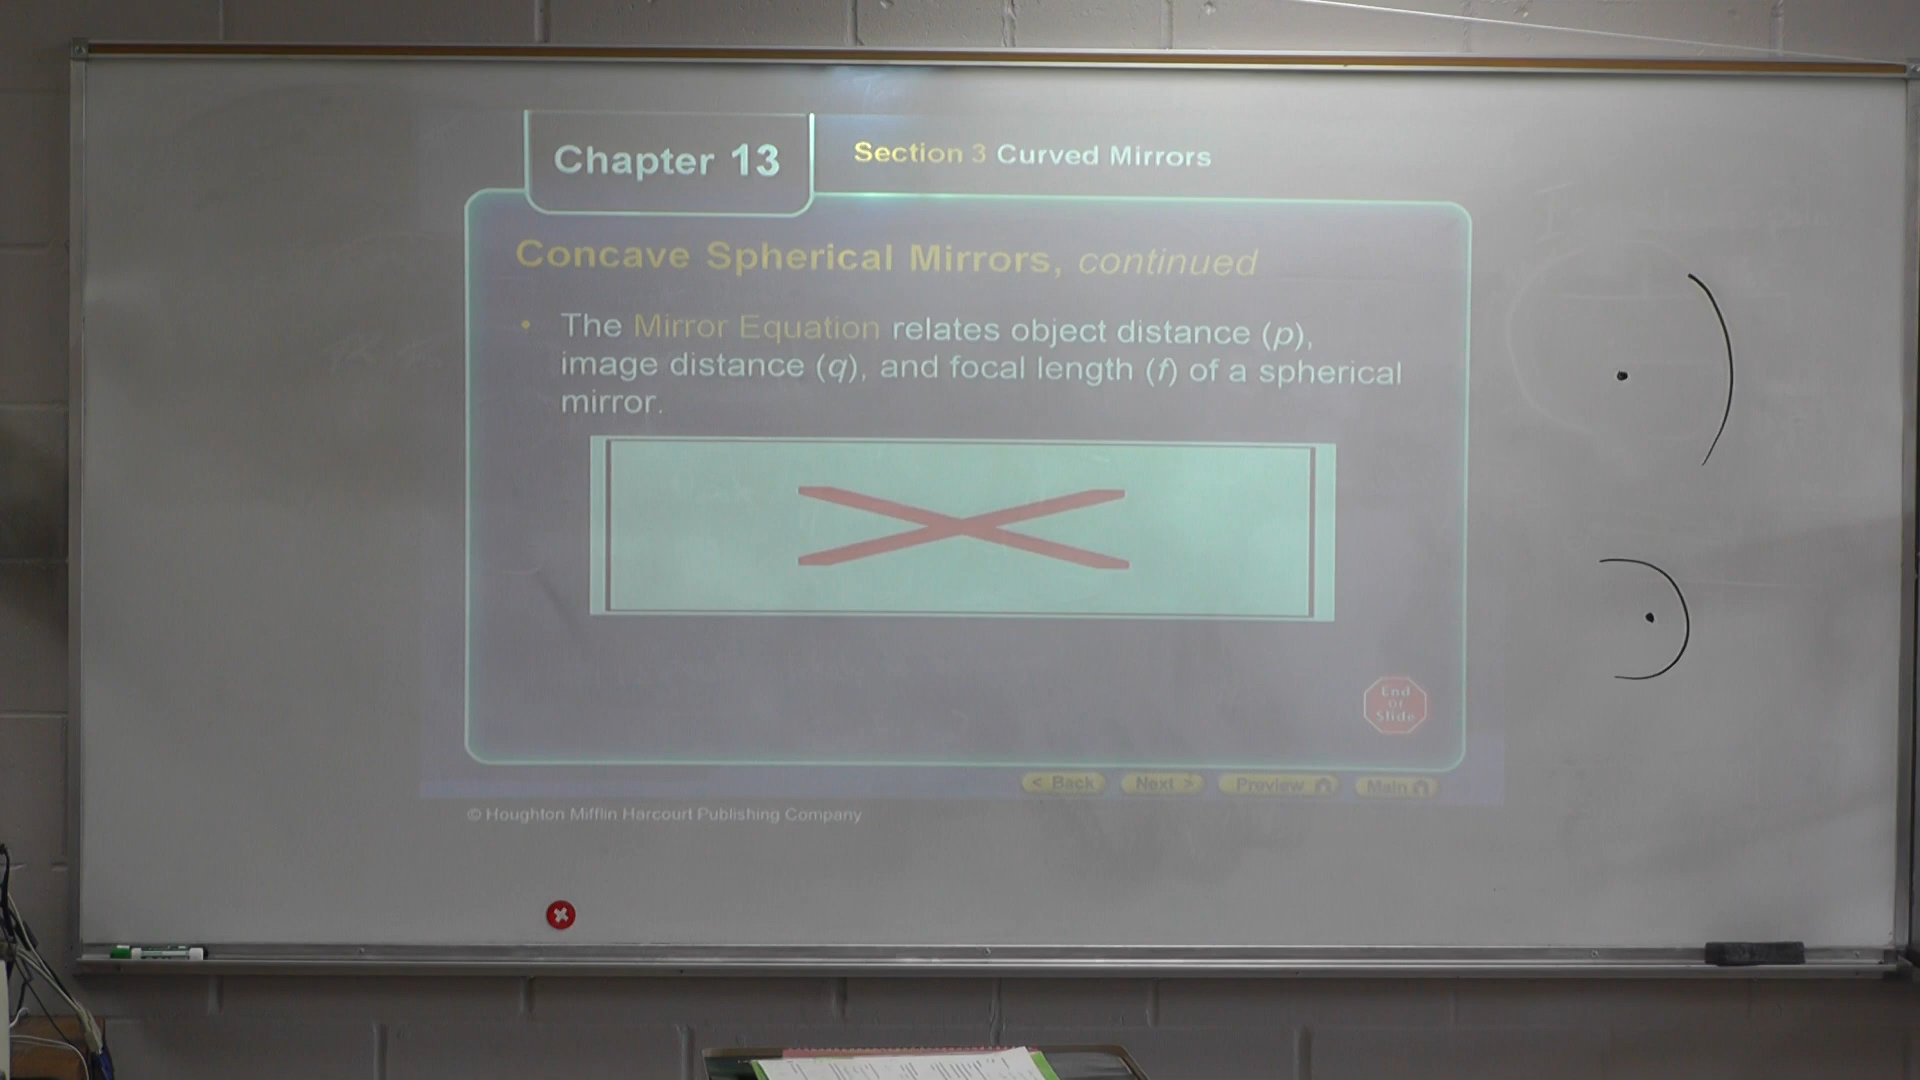 Chapter 13
Section 3 Curved Mirrors
Concave Spherical Mirrors, continued
• The Mirror Equation relates object distance (p),
image distance (q), and focal length (f) of a spherical
mirror.
End
Of
Slide
< Back
Next >
Preview
Main
© Houghton Mifflin Harcourt Publishing Company